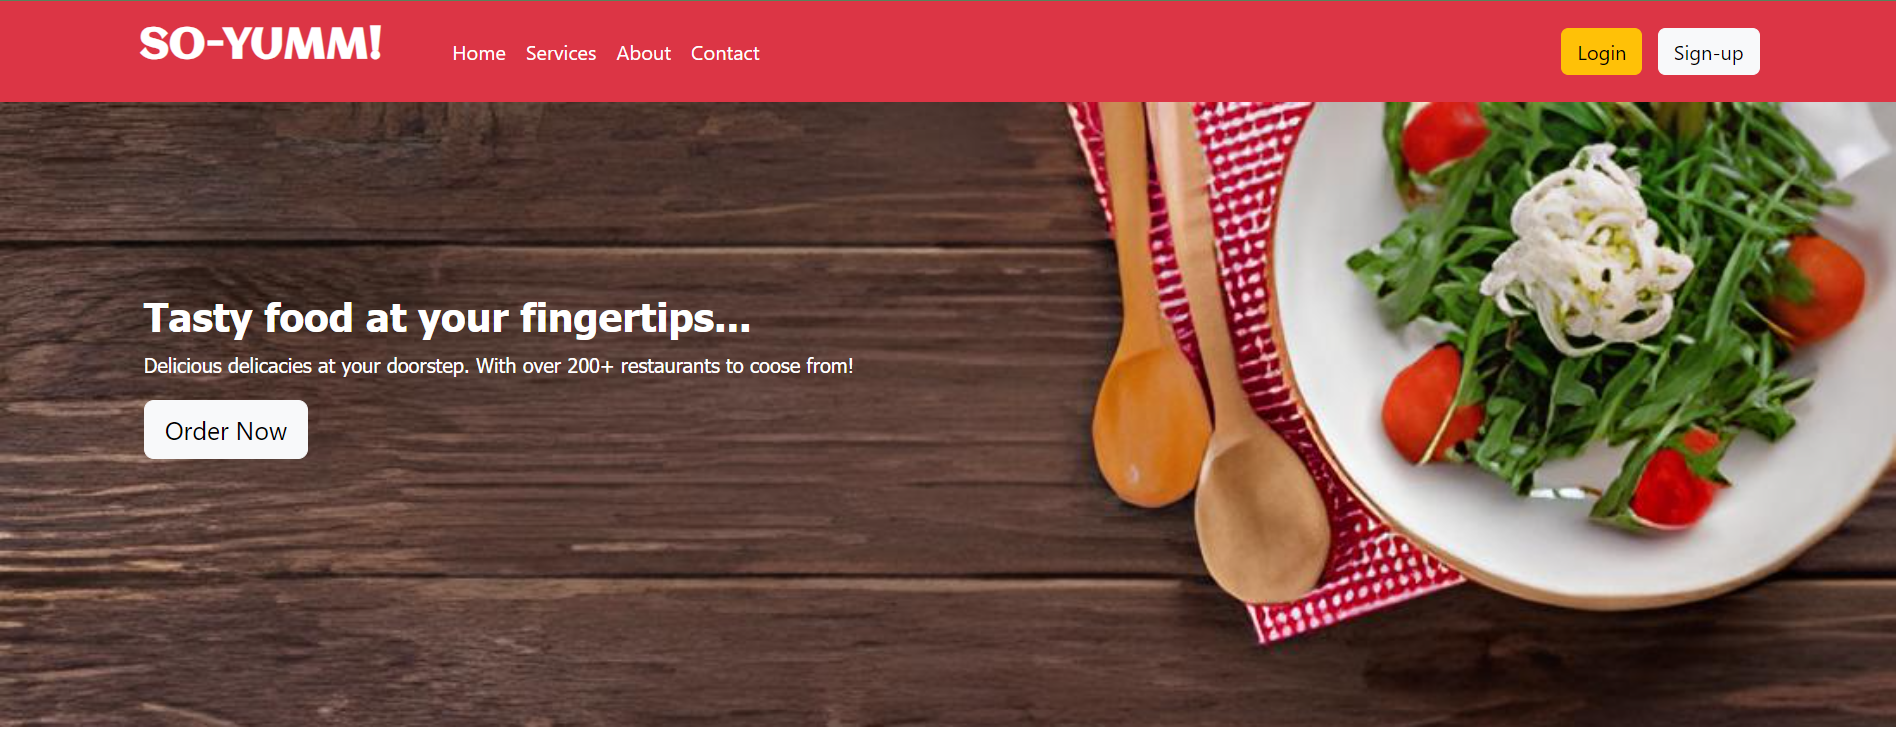 SO-YUMM!
Home Services About Contact
Login Sign-up
Tasty food at your fingertips...
Delicious delicacies at your doorstep. With over 200+ restaurants to coose from!
Order Now